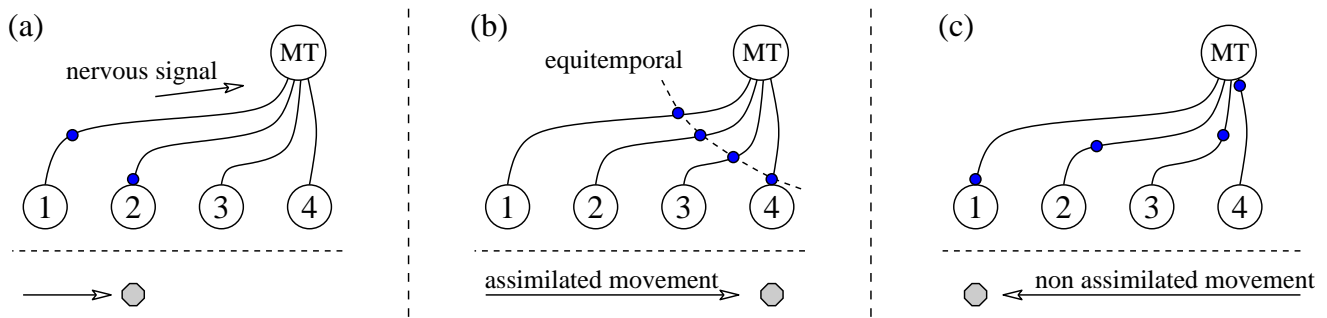 (a)
MT
nervous signal
1 2 3 4
(b)
MT
equitemporal
1 2 3 4
assimilated movement
(c)
MT
1 2 3 4
non assimilated movement